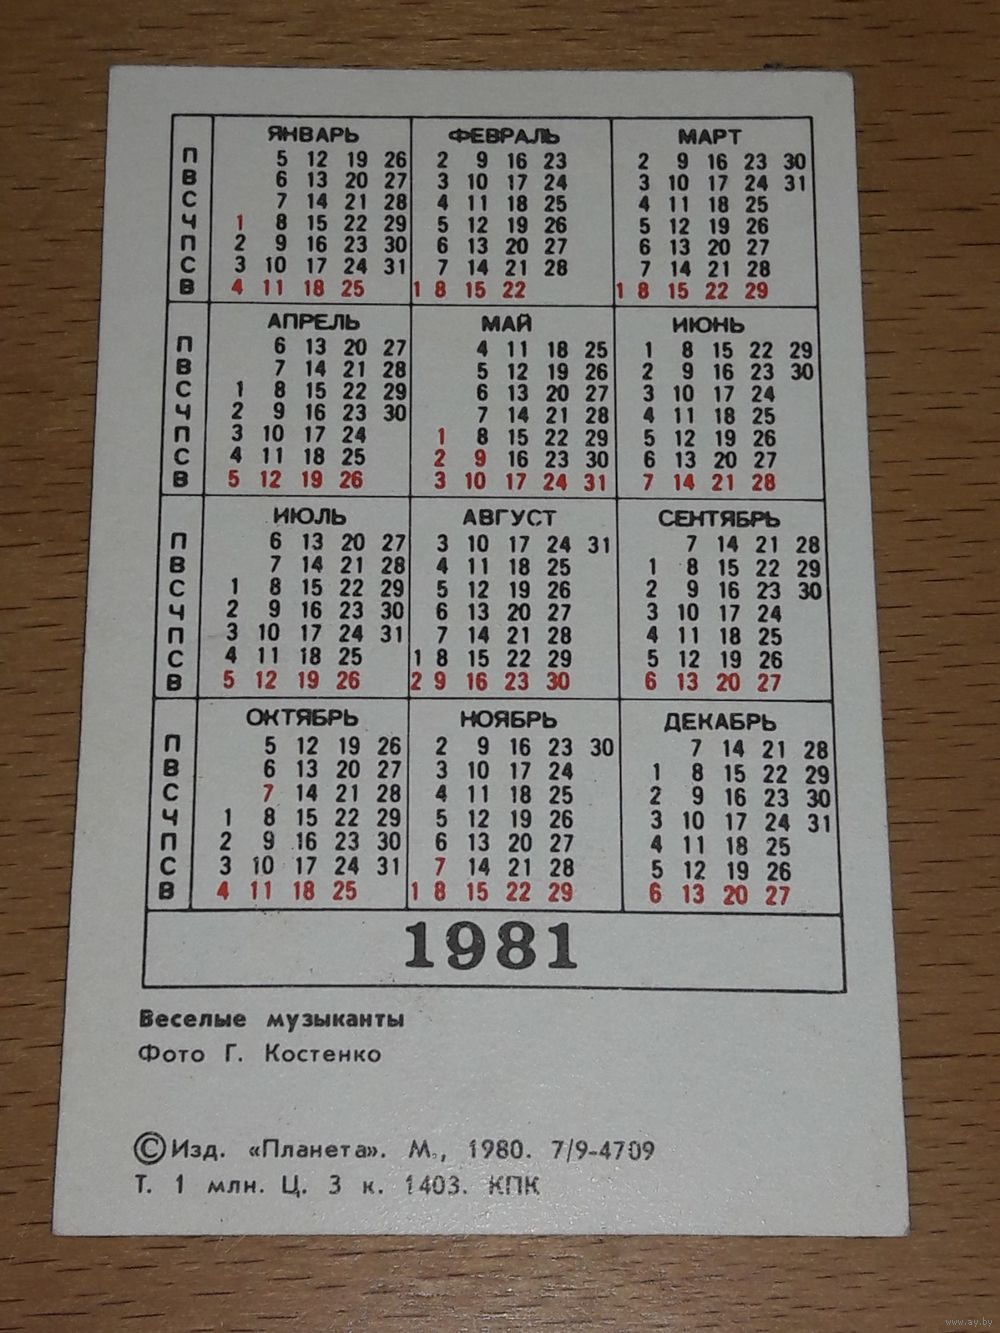 ЯНВАРЬ ФЕВРАЛЬ МАРТ
П 5 12 19 26 2 9 16 23 2 9 16 23 30
В 6 13 20 27 3 10 17 24 3 10 17 24 31
С 7 14 21 28 4 11 18 25 4 11 18 25
Ч 1 8 15 22 29 5 12 19 26 5 12 19 26
П 2 9 16 23 30 6 13 20 27 6 13 20 27
С 3 10 17 24 31 7 14 21 28 7 14 21 28
В 4 11 18 25 1 8 15 22 1 8 15 22 29
АПРЕЛЬ МАЙ ИЮНЬ
П 6 13 20 27 4 11 18 25 1 8 15 22 29
В 7 14 21 28 5 12 19 26 2 9 16 23 30
С 1 8 15 22 29 6 13 20 27 3 10 17 24
Ч 2 9 16 23 30 7 14 21 28 4 11 18 25
П 3 10 17 24 1 8 15 22 29 5 12 19 26
С 4 11 18 25 2 9 16 23 30 6 13 20 27
В 5 12 19 26 3 10 17 24 31 7 14 21 28
ИЮЛЬ АВГУСТ СЕНТЯБРЬ
П 6 13 20 27 3 10 17 24 31 7 14 21 28
В 7 14 21 28 4 11 18 25 1 8 15 22 29
С 1 8 15 22 29 5 12 19 26 2 9 16 23 30
Ч 2 9 16 23 30 6 13 20 27 3 10 17 24
П 3 10 17 24 31 7 14 21 28 4 11 18 25
С 4 11 18 25 1 8 15 22 29 5 12 19 26
В 5 12 19 26 2 9 16 23 30 6 13 20 27
ОКТЯБРЬ НОЯБРЬ ДЕКАБРЬ
П 5 12 19 26 2 9 16 23 30 7 14 21 28
В 6 13 20 27 3 10 17 24 1 8 15 22 29
С 7 14 21 28 4 11 18 25 2 9 16 23 30
Ч 1 8 15 22 29 5 12 19 26 3 10 17 24 31
П 2 9 16 23 30 6 13 20 27 4 11 18 25
С 3 10 17 24 31 7 14 21 28 5 12 19 26
В 4 11 18 25 1 8 15 22 29 6 13 20 27
1981
Веселые музыканты
Фото Г. Костенко
©Изд. «Планета». М., 1980. 7/9-4709
Т. 1 млн. Ц. 3 к. 1403. КПК
www.ay.by